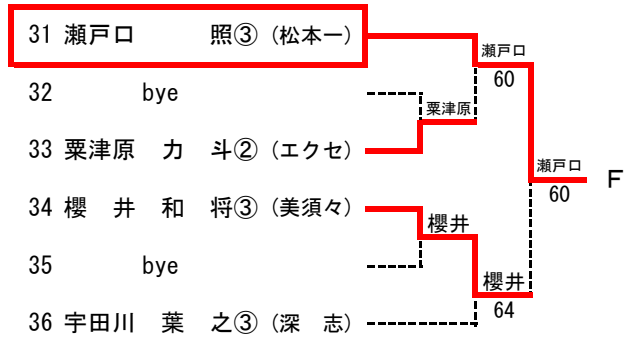 31 瀬戸口　　照③（松本一）
瀬戸口
60
32　　bye
粟津原
33 粟津原　力　斗②（エクセ）
瀬戸口
60
F
34 櫻　井　和　将③（美須々）
櫻井
35　　bye
櫻井
64
36 宇田川　葉　之③（深　志）